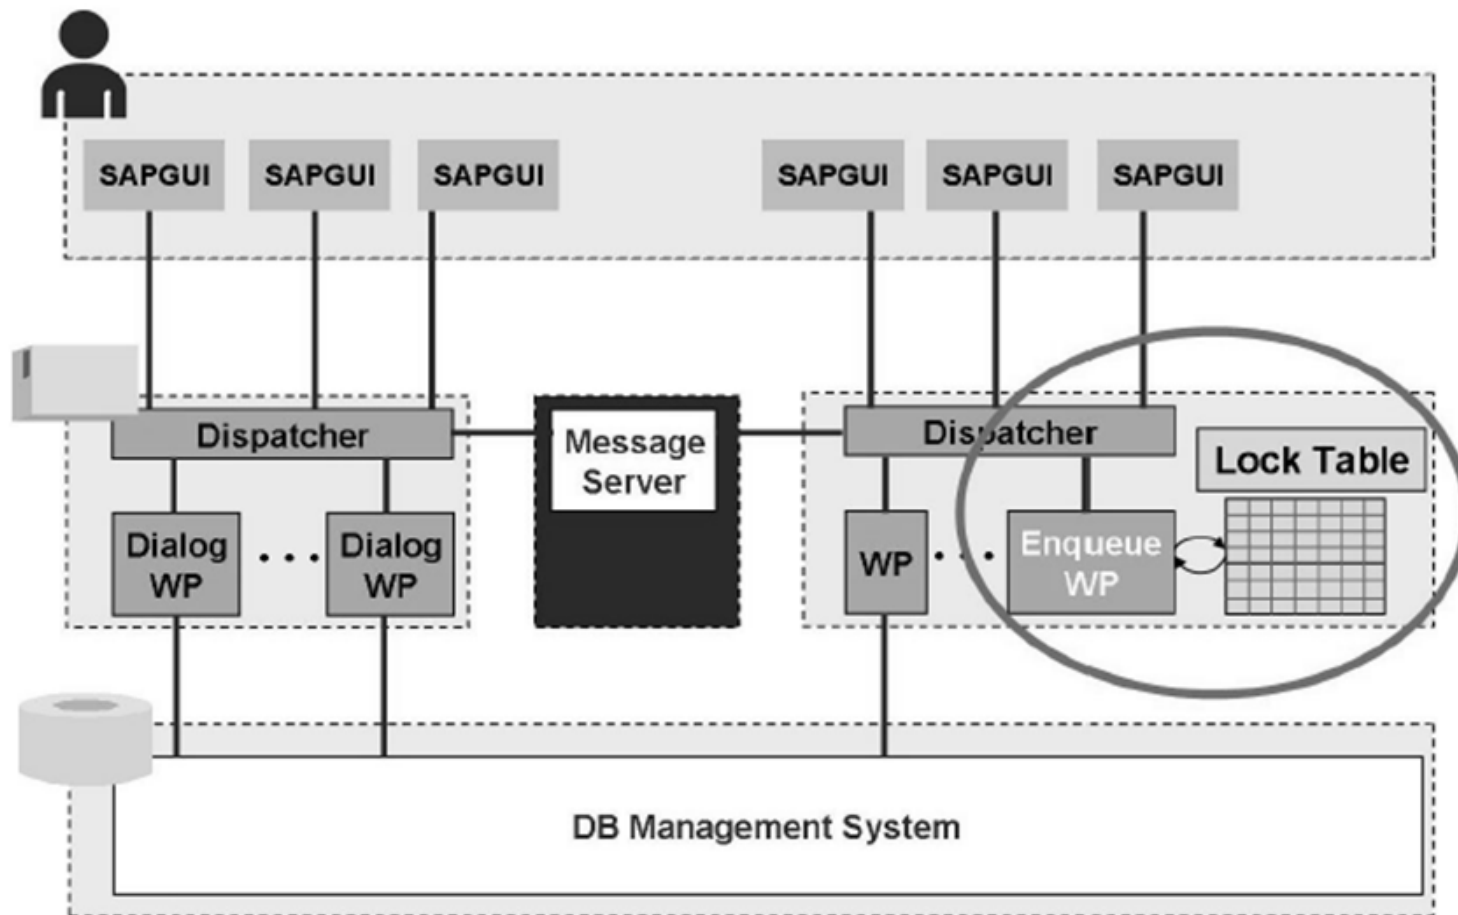 SAPGUI
SAPGUI
SAPGUI
SAPGUI
SAPGUI
SAPGUI
Dispatcher
Message
Server
Dispatcher
Lock Table
Dialog
WP
Dialog
WP
WP
Enqueue
WP
DB Management System